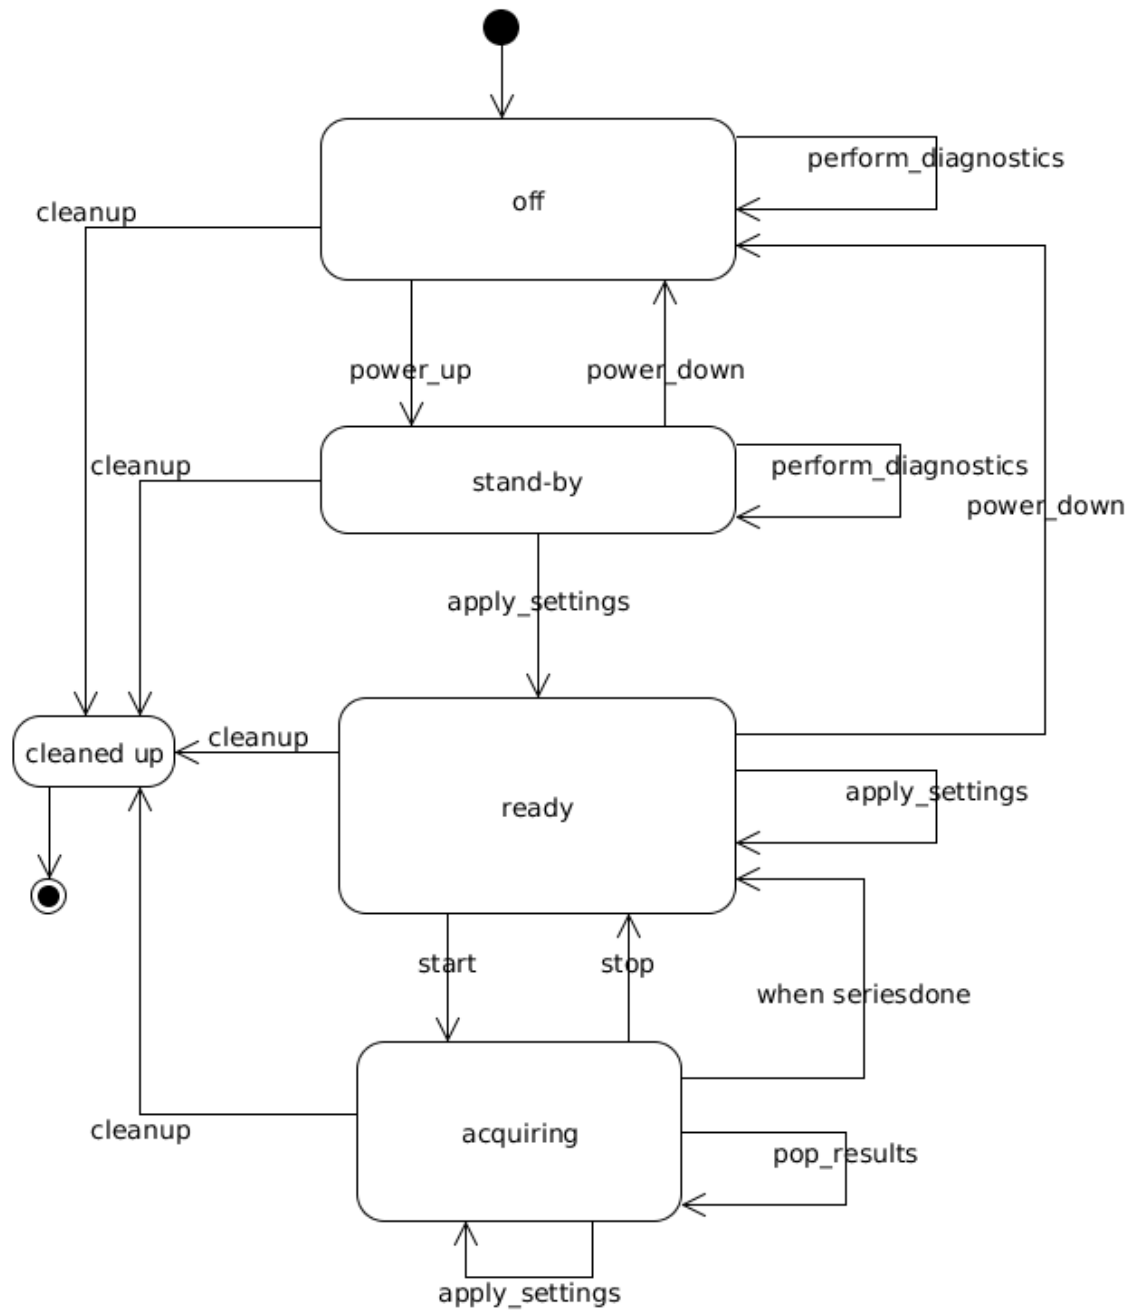 perform_diagnostics
off
cleanup
power_up
power_down
cleanup
stand-by
perform_diagnostics
power_down
apply_settings
cleanup
cleaned up
ready
apply_settings
start
stop
when seriesdone
cleanup
acquiring
pop_results
apply_settings